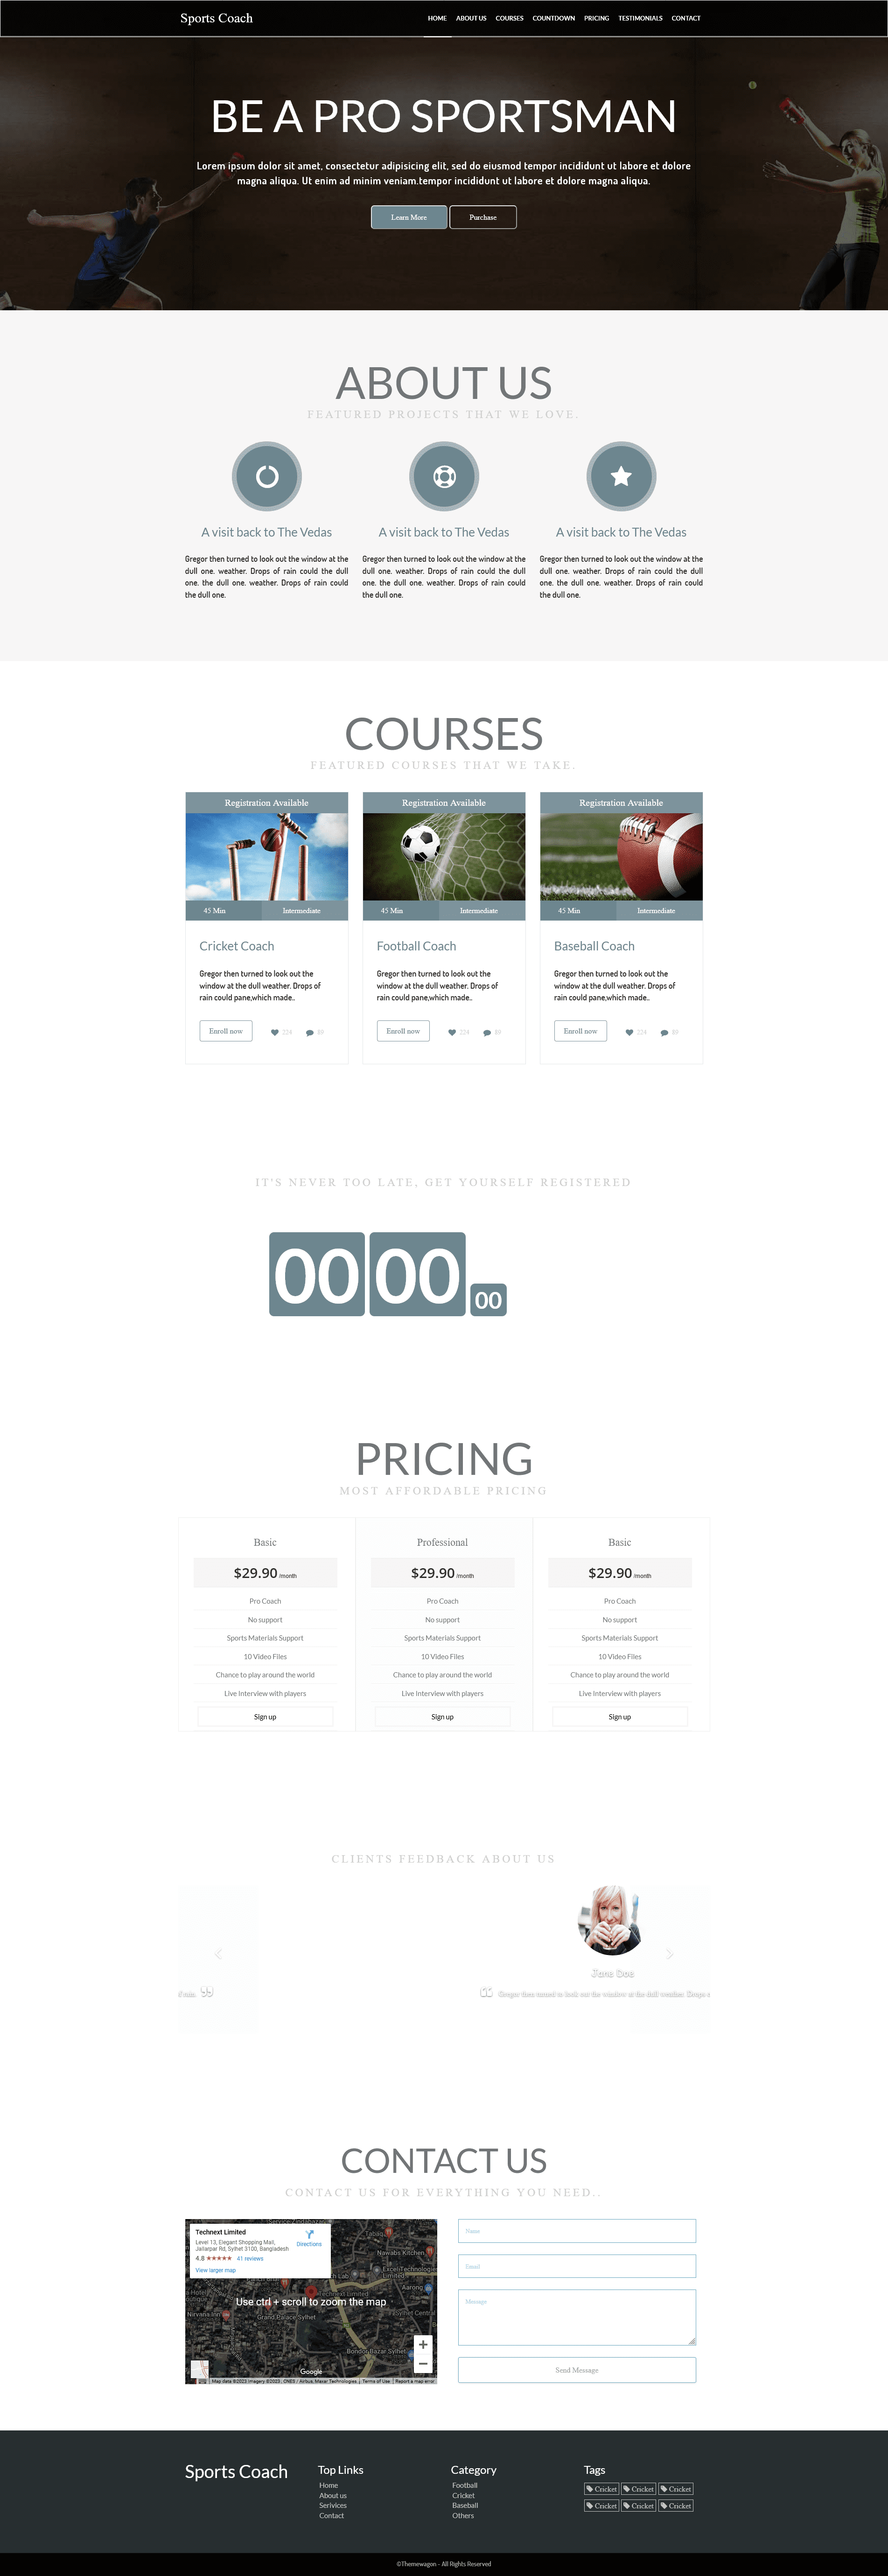 Sports Coach
HOME ABOUT US COURSES COUNTDOWN PRICING TESTIMONIALS CONTACT
BE A PRO SPORTSMAN
Lorem ipsum dolor sit amet, consectetur adipisicing elit, sed do eiusmod tempor incididunt ut labore et dolore
magna aliqua. Ut enim ad minim veniam.tempor incididunt ut labore et dolore magna aliqua.
Learn More Purchase
ABOUT US
FEATURED PROJECTS THAT WE LOVE.
A visit back to The Vedas
Gregor then turned to look out the window at the
dull one. weather. Drops of rain could the dull
one. the dull one. weather. Drops of rain could
the dull one.
A visit back to The Vedas
Gregor then turned to look out the window at the
dull one. weather. Drops of rain could the dull
one. the dull one. weather. Drops of rain could
the dull one.
A visit back to The Vedas
Gregor then turned to look out the window at the
dull one. weather. Drops of rain could the dull
one. the dull one. weather. Drops of rain could
the dull one.
COURSES
FEATURED COURSES THAT WE TAKE.
Registration Available
45 Min Intermediate
Cricket Coach
Gregor then turned to look out the
window at the dull weather. Drops of
rain could pane,which made..
Enroll now 224 89
Registration Available
45 Min Intermediate
Football Coach
Gregor then turned to look out the
window at the dull weather. Drops of
rain could pane,which made..
Enroll now 224 89
Registration Available
45 Min Intermediate
Baseball Coach
Gregor then turned to look out the
window at the dull weather. Drops of
rain could pane,which made..
Enroll now 224 89
IT'S NEVER TOO LATE, GET YOURSELF REGISTERED
00 00 00
PRICING
MOST AFFORDABLE PRICING
Basic
$29.90 /month
Pro Coach
No support
Sports Materials Support
10 Video Files
Chance to play around the world
Live Interview with players
Sign up
Professional
$29.90 /month
Pro Coach
No support
Sports Materials Support
10 Video Files
Chance to play around the world
Live Interview with players
Sign up
Basic
$29.90 /month
Pro Coach
No support
Sports Materials Support
10 Video Files
Chance to play around the world
Live Interview with players
Sign up
CLIENTS FEEDBACK ABOUT US
Jane Doe
Gregor then turned to look out the window at the dull weather. Drops
CONTACT US
CONTACT US FOR EVERYTHING YOU NEED..
Technext Limited
Level 13, Elegant Shopping Mall,
Jallarpar Rd, Sylhet 3100, Bangladesh
4.8 ★★★★★ 41 reviews
View larger map
Directions
Nawabs Kitchen
Technext Limited
Use ctrl + scroll to zoom the map
Nirvana Inn
Grand Palace Sylhet
Bondor Bazar Sylhet
Google
Map data ©2023 Imagery ©2023 , CNES / Airbus, Maxar Technologies Terms of Use Report a map error
Name
Email
Message
Send Message
Sports Coach
Top Links
Home
About us
Serivices
Contact
Category
Football
Cricket
Baseball
Others
Tags
Cricket Cricket Cricket
Cricket Cricket Cricket
©Themewagon - All Rights Reserved